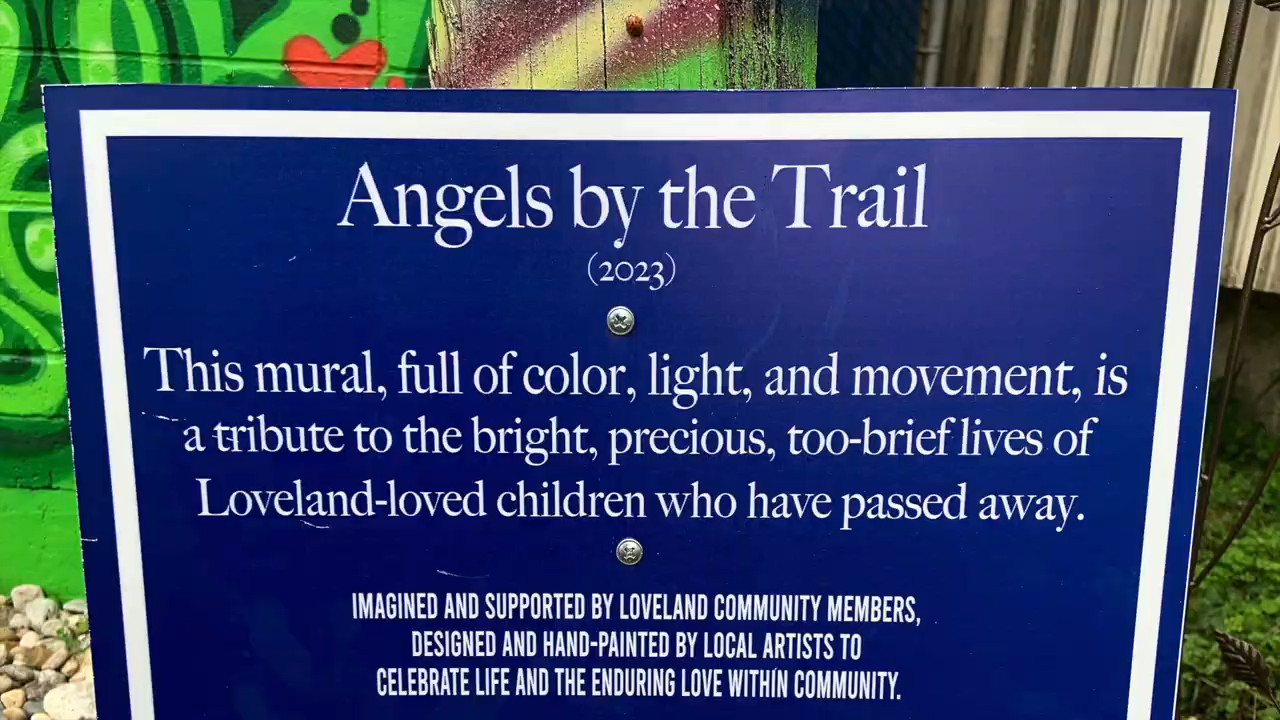 Angels by the Trail
(2023)
This mural, full of color, light, and movement, is
a tribute to the bright, precious, too-brief lives of
Loveland-loved children who have passed away.
IMAGINED AND SUPPORTED BY LOVELAND COMMUNITY MEMBERS,
DESIGNED AND HAND-PAINTED BY LOCAL ARTISTS TO
CELEBRATE LIFE AND THE ENDURING LOVE WITHIN COMMUNITY.